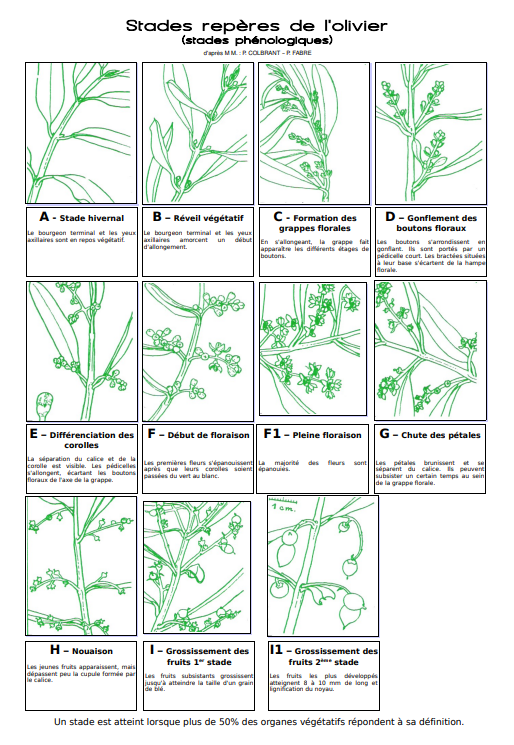 Stades repères de l'olivier
(stades phénologiques)
d'après M M. : P. COLBRANT – P. FABRE
A - Stade hivernal
Le bourgeon terminal et les yeux
axillaires sont en repos végétatif.
B – Réveil végétatif
Le bourgeon terminal et les yeux
axillaires amorcent un début
d'allongement.
C - Formation des
grappes florales
En s'allongeant, la grappe fait
apparaître les différents étages de
boutons.
D – Gonflement des
boutons floraux
Les boutons s'arrondissent en
gonflant. Ils sont portés par un
pédicelle court. Les bractées situées
à leur base s'écartent de la hampe
florale.
E – Différenciation des
corolles
La séparation du calice et de la
corolle est visible. Les pédicelles
s'allongent, écartant les boutons
floraux de l'axe de la grappe.
F – Début de floraison
Les premières fleurs s'épanouissent
après que leurs corolles soient
passées du vert au blanc.
F1 – Pleine floraison
La majorité des fleurs sont
épanouies.
G – Chute des pétales
Les pétales brunissent et se
séparent du calice. Ils peuvent
subsister un certain temps au sein
de la grappe florale.
1 cm.
H – Nouaison
Les jeunes fruits apparaissent, mais
dépassent peu la cupule formée par
le calice.
I – Grossissement des
fruits 1er stade
Les fruits subsistants grossissent
jusqu'à atteindre la taille d'un grain
de blé.
I1 – Grossissement des
fruits 2ème stade
Les fruits les plus développés
atteignent 8 à 10 mm de long et
lignification du noyau.
Un stade est atteint lorsque plus de 50% des organes végétatifs répondent à sa définition.